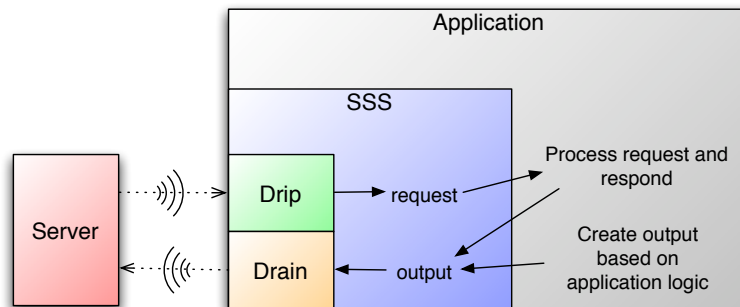 Application
SSS
Process request and
respond
Drip
request
Server
Create output
based on
application logic
Drain
output